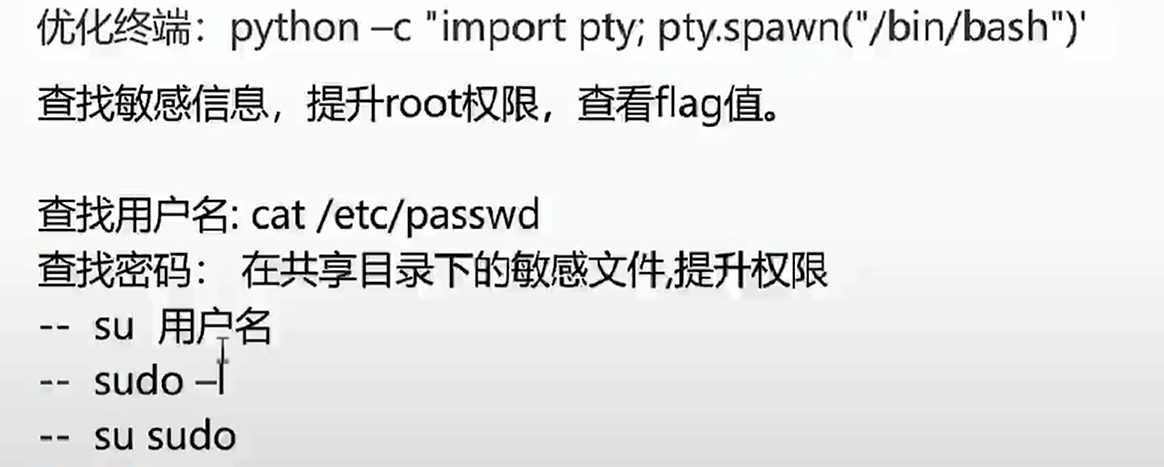 优化终端：python –c "import pty; pty.spawn("/bin/bash")'
查找敏感信息，提升root权限，查看flag值。
查找用户名: cat /etc/passwd
查找密码： 在共享目录下的敏感文件,提升权限
-- su 用户名
-- sudo –l
-- su sudo